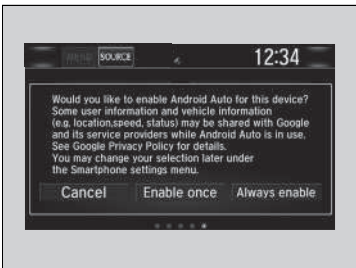 MENU SOURCE 12:34
Would you like to enable Android Auto for this device?
Some user information and vehicle information
(e.g. location,speed, status) may be shared with Google
and its service providers while Android Auto is in use.
See Google Privacy Policy for details.
You may change your selection later under
the Smartphone settings menu.
Cancel Enable once Always enable